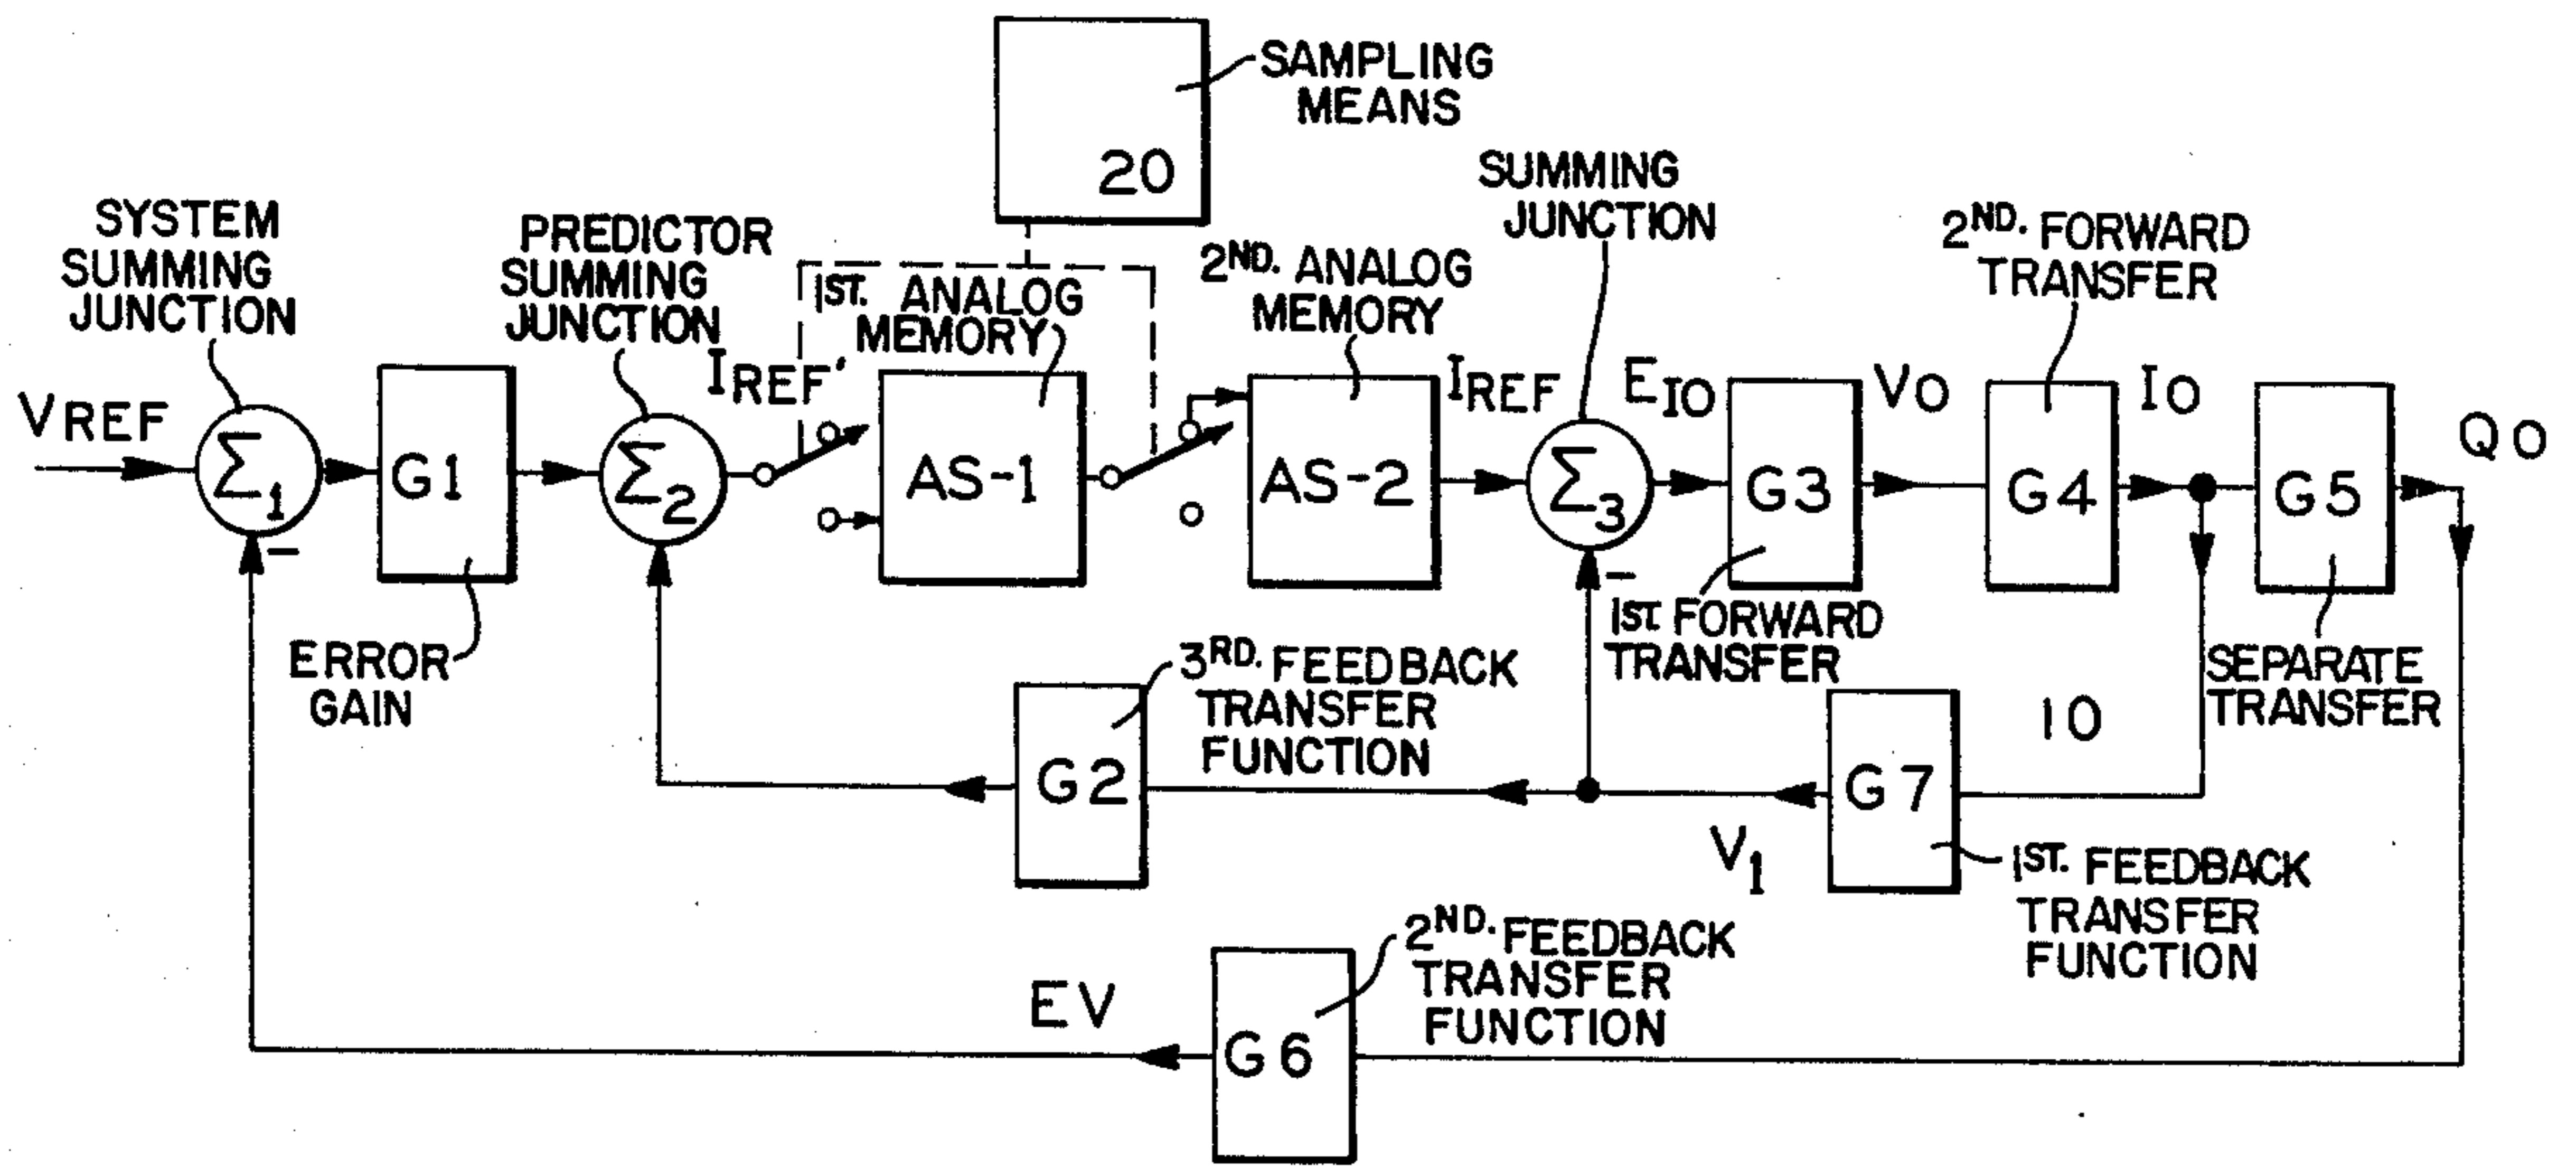 SAMPLING
MEANS
20
SYSTEM
SUMMING
JUNCTION
PREDICTOR
SUMMING
JUNCTION
1ST. ANALOG
MEMORY
2ND. ANALOG
MEMORY
SUMMING
JUNCTION
2ND. FORWARD
TRANSFER
VREF
Σ1
-
G1
Σ2
IREF'
AS-1
AS-2
IREF
Σ3
-
EIO
G3
VO
G4
IO
G5
QO
ERROR
GAIN
1ST. FORWARD
TRANSFER
SEPARATE
TRANSFER
10
3RD. FEEDBACK
TRANSFER
FUNCTION
G2
G7
V1
1ST. FEEDBACK
TRANSFER
FUNCTION
2ND. FEEDBACK
TRANSFER
FUNCTION
EV
G6